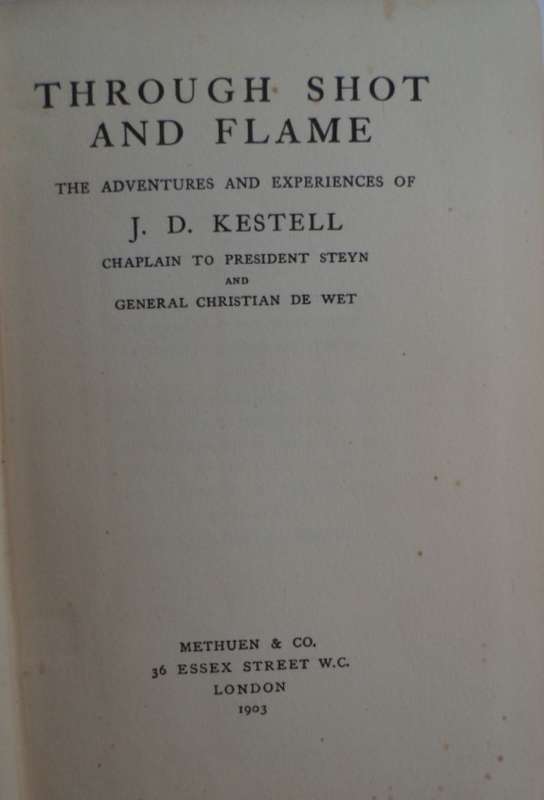 THROUGH SHOT
AND FLAME
THE ADVENTURES AND EXPERIENCES OF
J. D. KESTELL
CHAPLAIN TO PRESIDENT STEYN
AND
GENERAL CHRISTIAN DE WET
METHUEN & CO.
36 ESSEX STREET W.C.
LONDON
1903